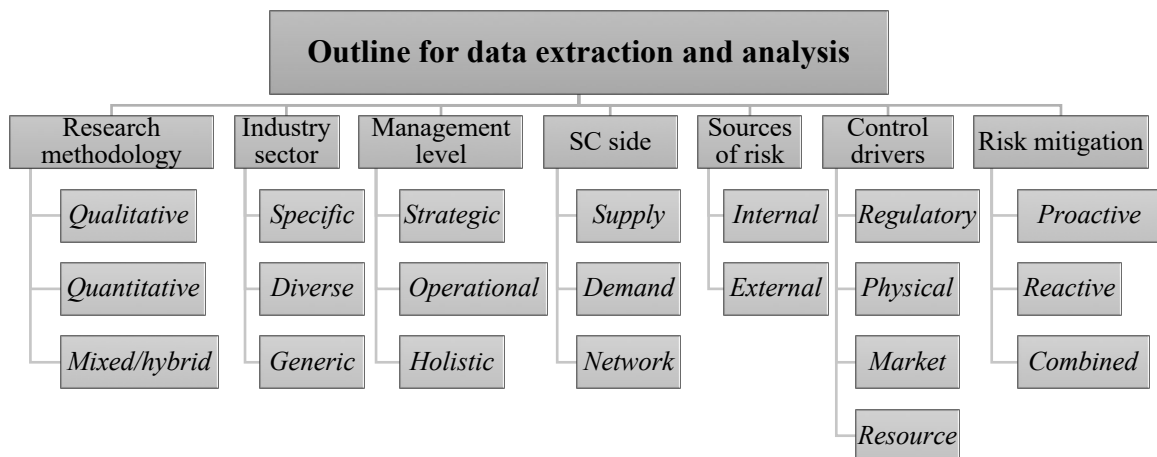 Outline for data extraction and analysis
Research
methodology
Qualitative
Quantitative
Mixed/hybrid
Industry
sector
Specific
Diverse
Generic
Management
level
Strategic
Operational
Holistic
SC side
Supply
Demand
Network
Sources
of risk
Internal
External
Control
drivers
Regulatory
Physical
Market
Resource
Risk mitigation
Proactive
Reactive
Combined